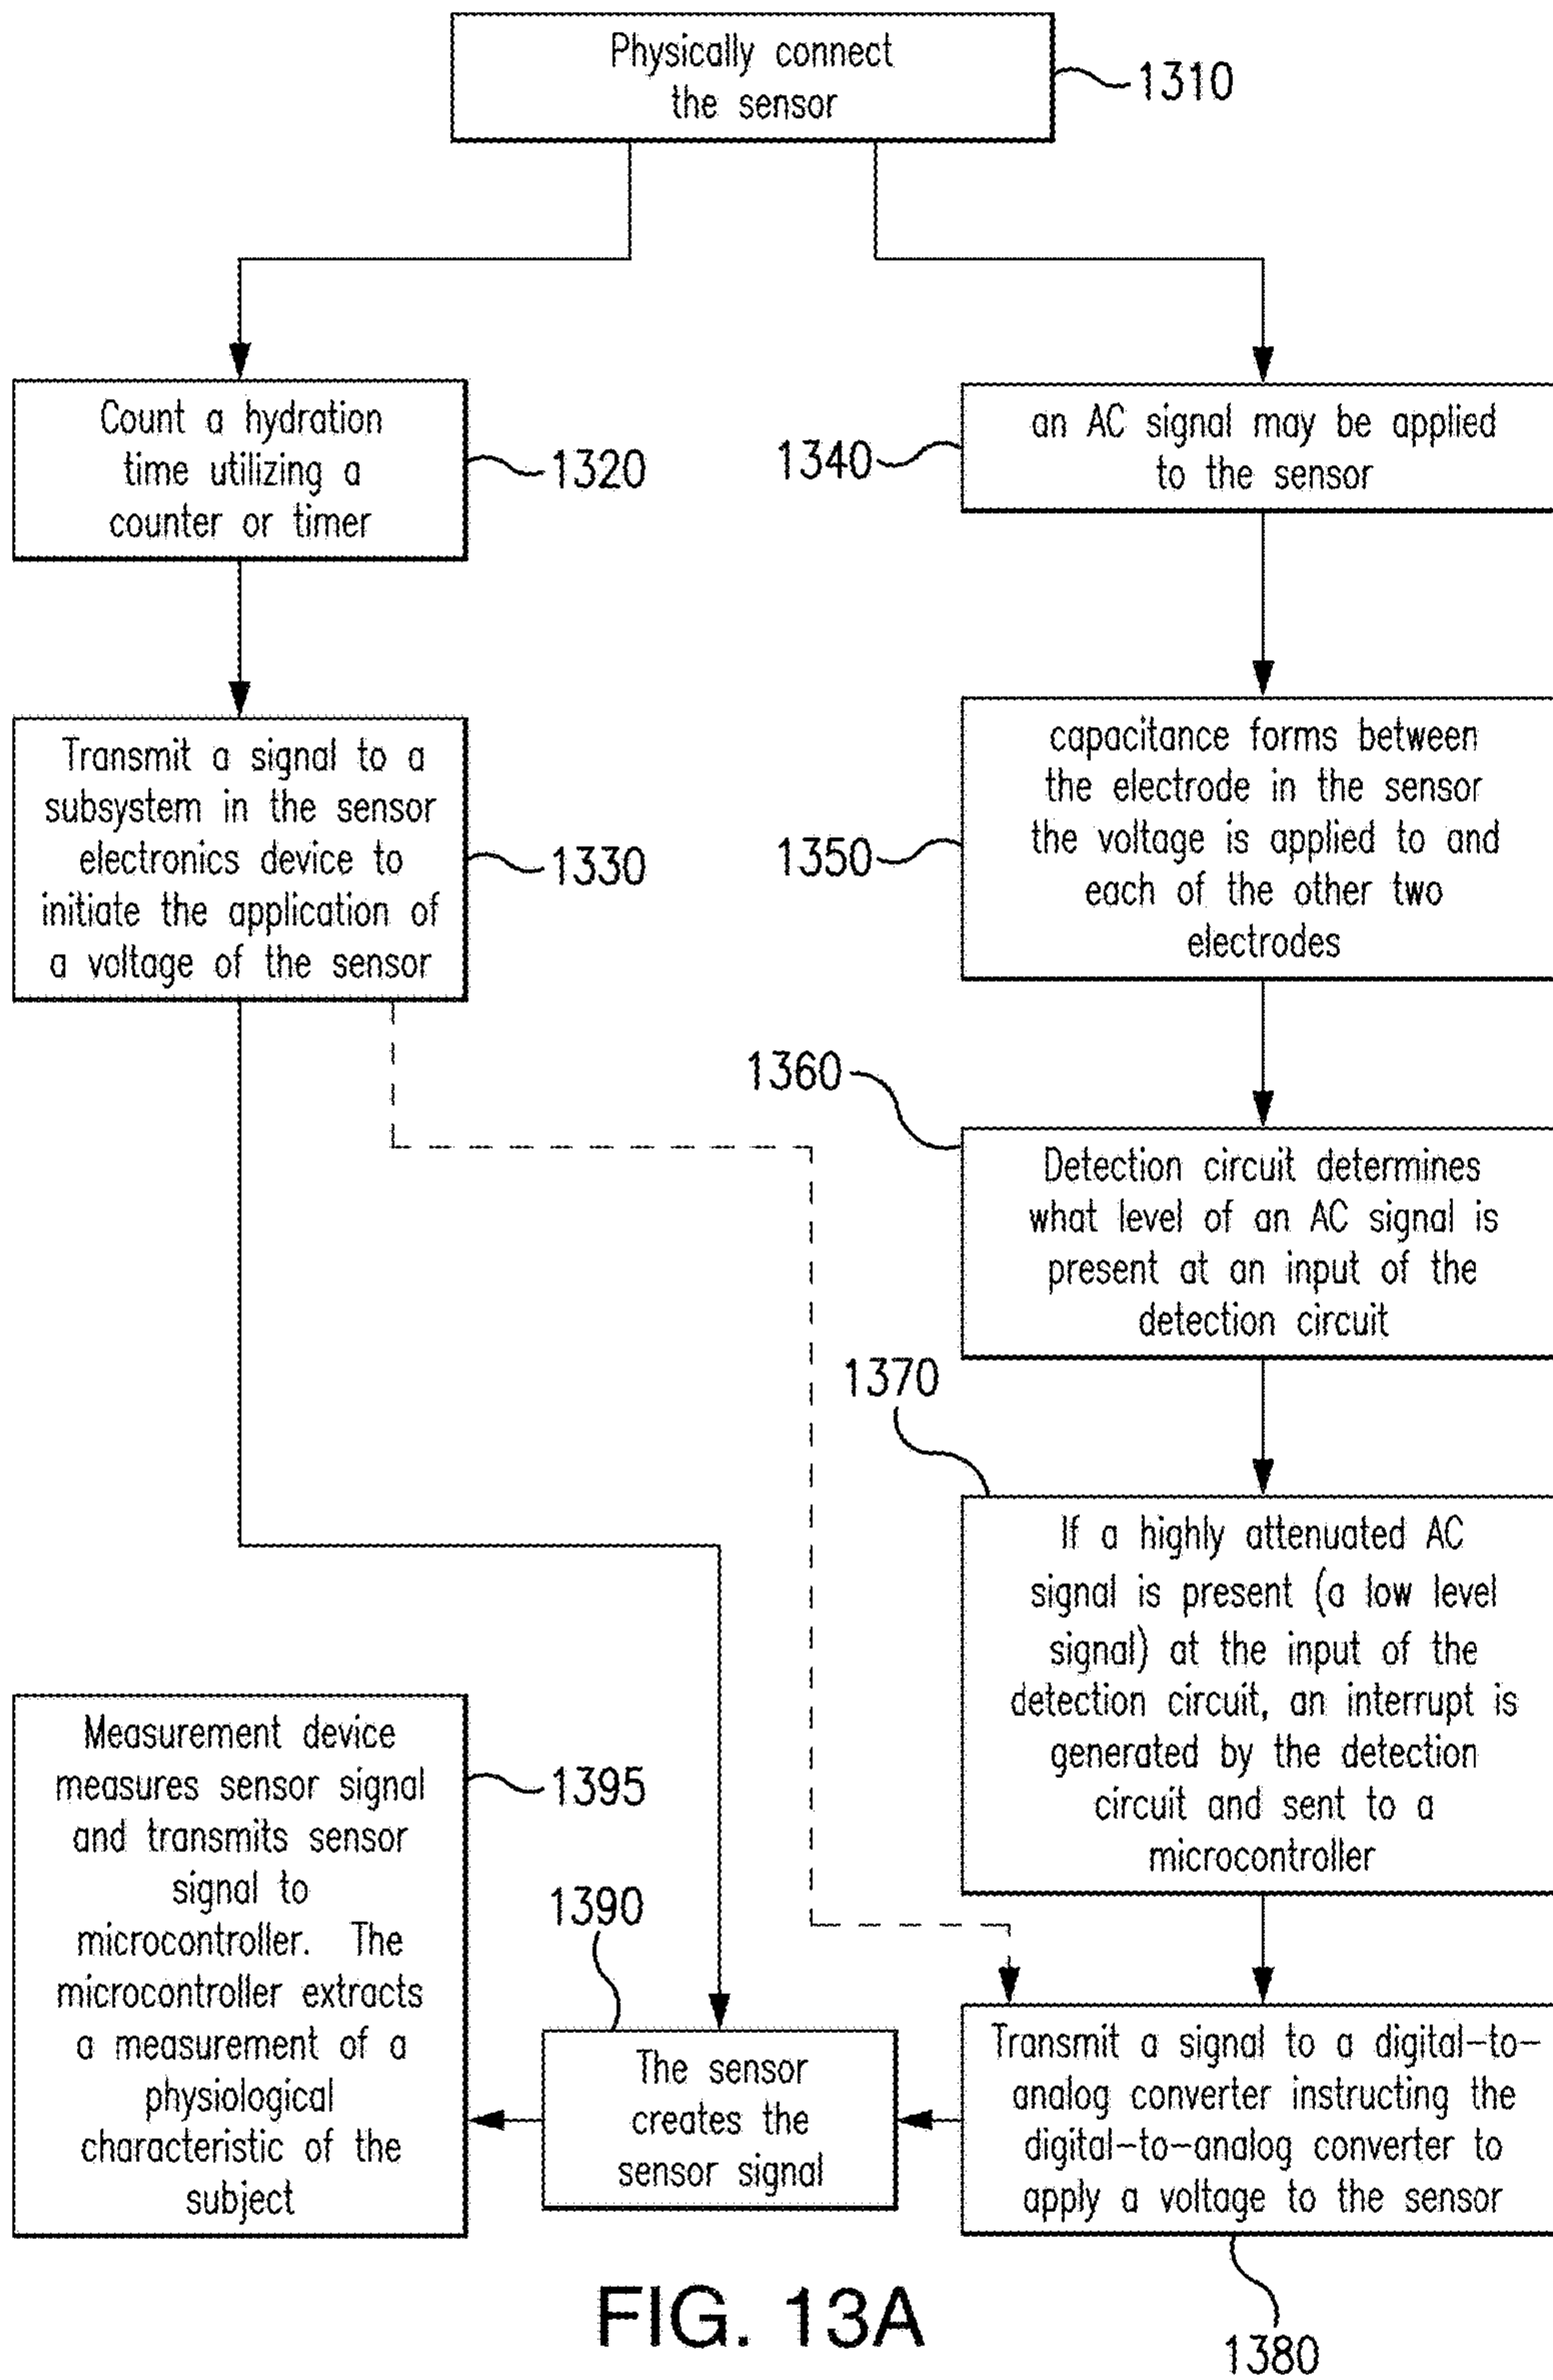 Physically connect
the sensor
1310
Count a hydration
time utilizing a
counter or timer
1320
1340
an AC signal may be applied
to the sensor
Transmit a signal to a
subsystem in the sensor
electronics device to
initiate the application of
a voltage of the sensor
1330
1350
capacitance forms between
the electrode in the sensor
the voltage is applied to and
each of the other two
electrodes
1360
Detection circuit determines
what level of an AC signal is
present at an input of the
detection circuit
1370
If a highly attenuated AC
signal is present (a low level
signal) at the input of the
detection circuit, an interrupt is
generated by the detection
circuit and sent to a
microcontroller
Measurement device
measures sensor signal
and transmits sensor
signal to
microcontroller. The
microcontroller extracts
a measurement of a
physiological
characteristic of the
subject
1395
1390
The sensor
creates the
sensor signal
Transmit a signal to a digital-to-
analog converter instructing the
digital-to-analog converter to
apply a voltage to the sensor
1380
FIG. 13A